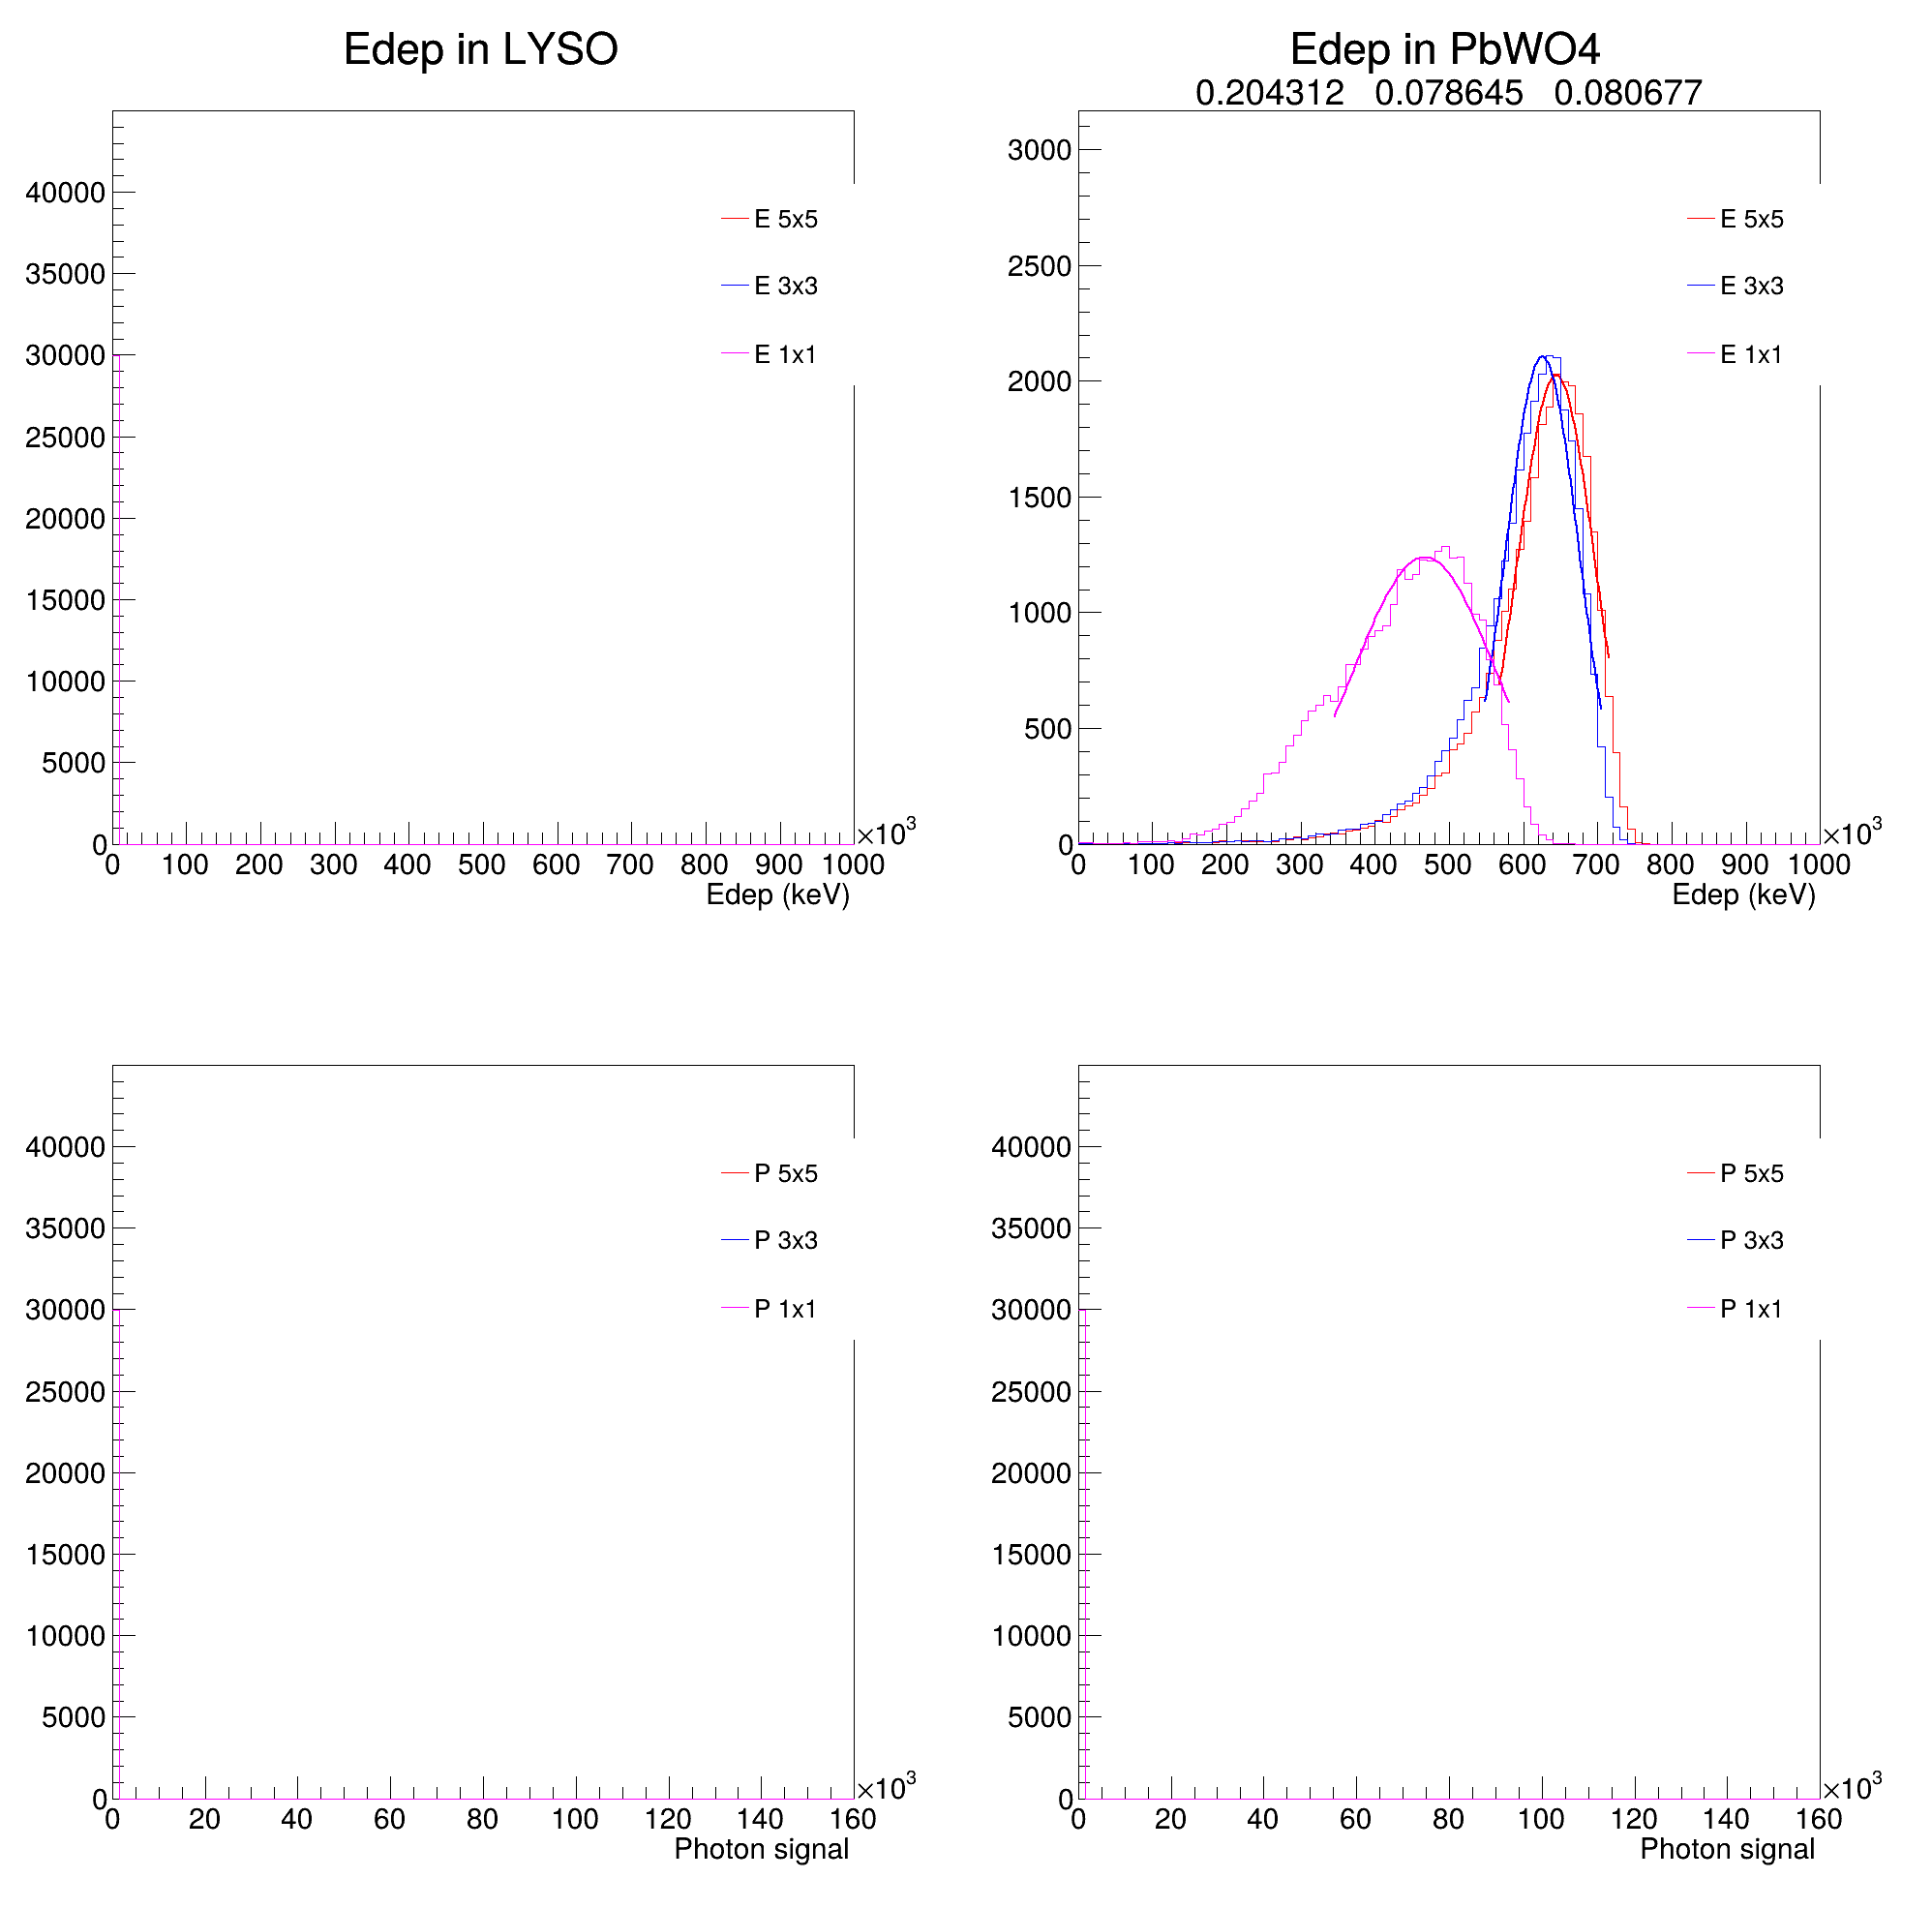 Edep in LYSO
40000
35000
30000
25000
20000
15000
10000
5000
0
E 5x5
E 3x3
E 1x1
0 100 200 300 400 500 600 700 800 900 1000
×10³
Edep (keV)
Edep in PbWO4
0.204312 0.078645 0.080677
3000
2500
2000
1500
1000
500
0
E 5x5
E 3x3
E 1x1
0 100 200 300 400 500 600 700 800 900 1000
×10³
Edep (keV)
40000
35000
30000
25000
20000
15000
10000
5000
0
P 5x5
P 3x3
P 1x1
0 20 40 60 80 100 120 140 160
×10³
Photon signal
40000
35000
30000
25000
20000
15000
10000
5000
0
P 5x5
P 3x3
P 1x1
0 20 40 60 80 100 120 140 160
×10³
Photon signal